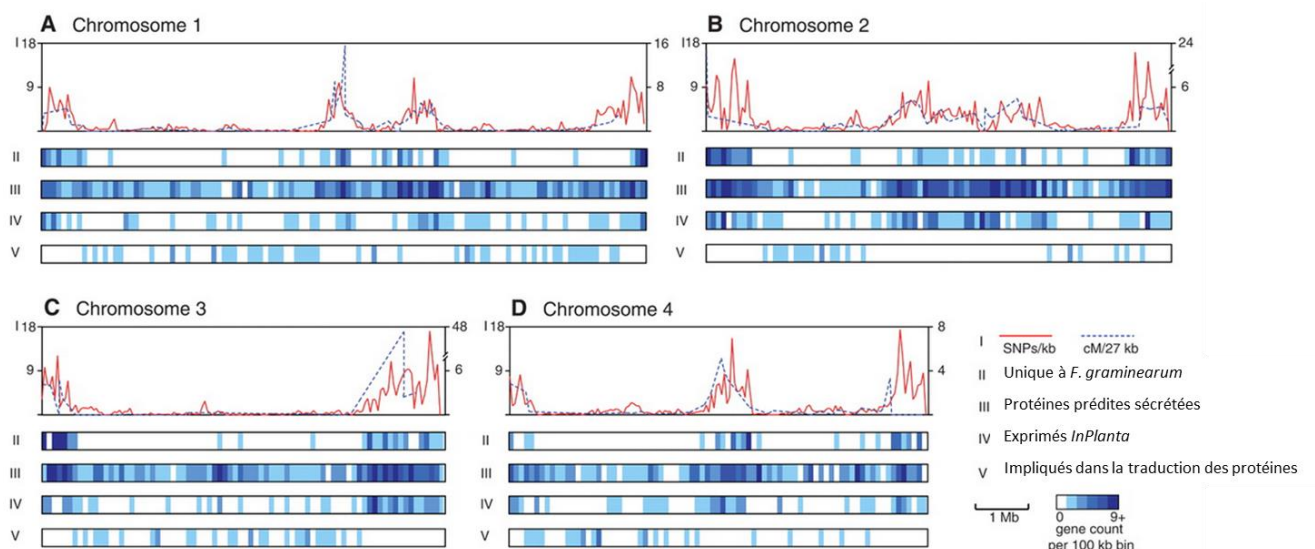 A Chromosome 1
B Chromosome 2
I 18
16
I 18
24
9
8
9
6
II
II
III
III
IV
IV
V
V
C Chromosome 3
D Chromosome 4
I 18
48
I 18
8
9
6
9
4
I SNPs/kb cM/27 kb
II Unique à F. graminearum
III Protéines prédites sécrétées
IV Exprimés InPlanta
V Impliqués dans la traduction des protéines
II
II
III
III
IV
IV
V
V
1 Mb
0 9+
gene count
per 100 kb bin